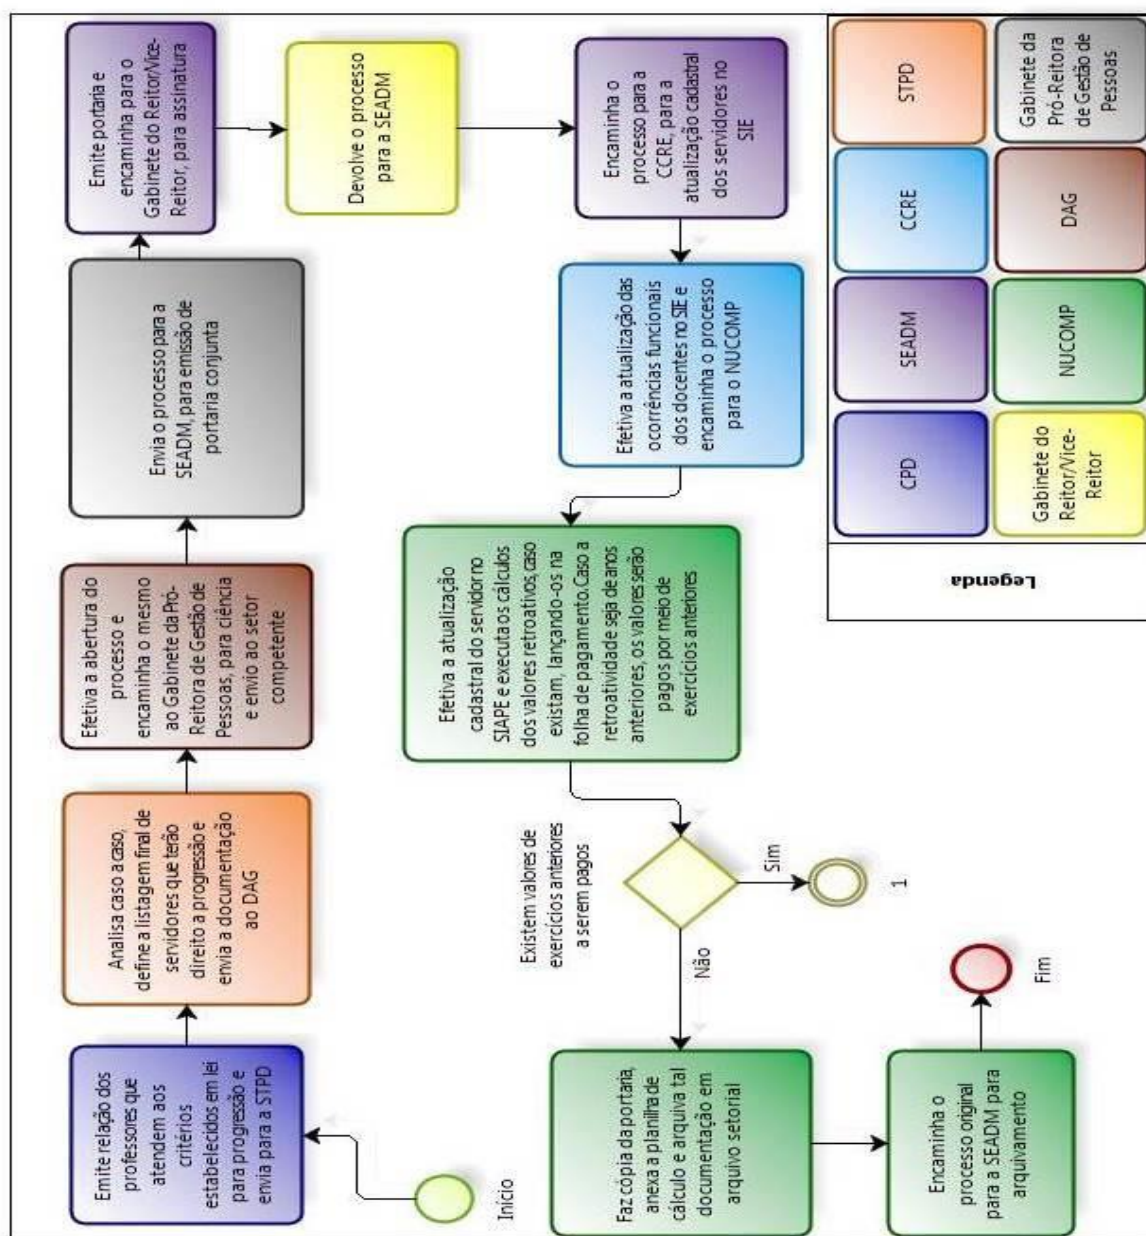 Início
Emite relação dos
professores que
atendem aos
critérios
estabelecidos em lei
para progressão e
envia para a STPD
Analisa caso a caso,
define a listagem final de
servidores que terão
direito a progressão e
envia a documentação
ao DAG
Efetiva a abertura do
processo e
encaminha o mesmo
ao Gabinete da Pró-
Reitora de Gestão de
Pessoas, para ciência
e envio ao setor
competente
Envia o processo para a
SEADM, para emissão de
portaria conjunta
Emite portaria e
encaminha para o
Gabinete do Reitor/Vice-
Reitor, para assinatura
Devolve o processo
para a SEADM
Encaminha o
processo para a
CCRE, para a
atualização cadastral
dos servidores no
SIE
Efetiva a atualização das
ocorrências funcionais
dos docentes no SIE e
encaminha o processo
para o NUCOMP
Efetiva a atualização
cadastral do servidor no
SIAPE e executa os cálculos
dos valores retroativos, caso
existam, lançando-os na
folha de pagamento. Caso a
retroatividade seja de anos
anteriores, os valores serão
pagos por meio de
exercícios anteriores
Existem valores de
exercícios anteriores
a serem pagos
Sim
1
Não
Faz cópia da portaria,
anexa a planilha de
cálculo e arquiva tal
documentação em
arquivo setorial
Encaminha o
processo original
para a SEADM para
arquivamento
Fim
Legenda
CPD
SEADM
CCRE
STPD
Gabinete do
Reitor/Vice-
Reitor
NUCOMP
DAG
Gabinete da
Pró-Reitora
de Gestão de
Pessoas